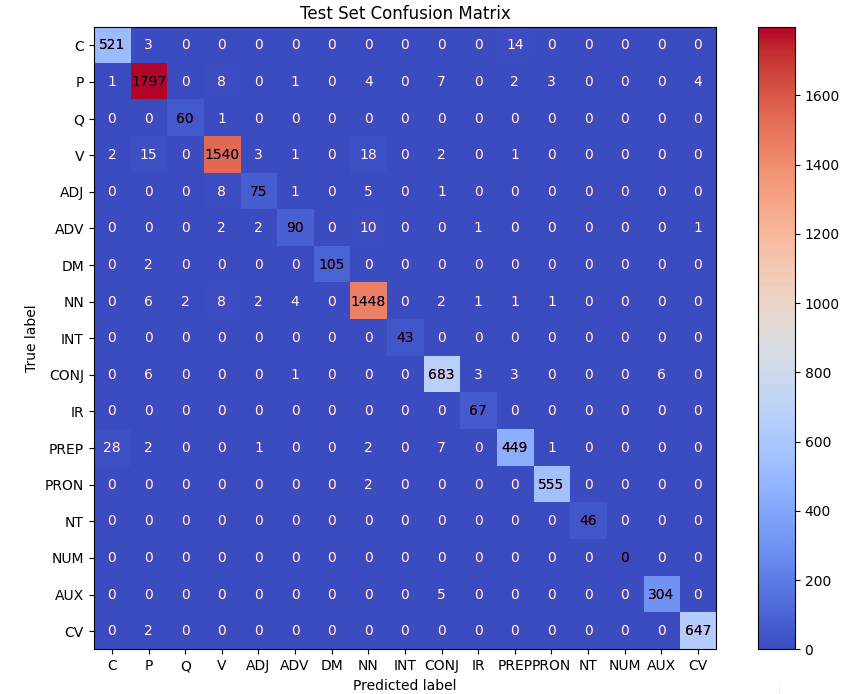 Test Set Confusion Matrix
C 521 3 0 0 0 0 0 0 0 0 0 14 0 0 0 0 0
P 1 1797 0 8 0 1 0 4 0 7 0 2 3 0 0 0 4
Q 0 0 60 1 0 0 0 0 0 0 0 0 0 0 0 0 0
V 2 15 0 1540 3 1 0 18 0 2 0 1 0 0 0 0 0
ADJ 0 0 0 8 75 1 0 5 0 1 0 0 0 0 0 0 0
ADV 0 0 0 2 2 90 0 10 0 0 1 0 0 0 0 0 1
DM 0 2 0 0 0 0 105 0 0 0 0 0 0 0 0 0 0
NN 0 6 2 8 2 4 0 1448 0 2 1 1 1 0 0 0 0
INT 0 0 0 0 0 0 0 0 43 0 0 0 0 0 0 0 0
CONJ 0 6 0 0 0 1 0 0 0 683 3 3 0 0 0 6 0
IR 0 0 0 0 0 0 0 0 0 0 67 0 0 0 0 0 0
PREP 28 2 0 0 1 0 0 2 0 7 0 449 1 0 0 0 0
PRON 0 0 0 0 0 0 0 2 0 0 0 0 555 0 0 0 0
NT 0 0 0 0 0 0 0 0 0 0 0 0 0 46 0 0 0
NUM 0 0 0 0 0 0 0 0 0 0 0 0 0 0 0 0 0
AUX 0 0 0 0 0 0 0 0 0 5 0 0 0 0 0 304 0
CV 0 2 0 0 0 0 0 0 0 0 0 0 0 0 0 0 647
C P Q V ADJ ADV DM NN INT CONJ IR PREP PRON NT NUM AUX CV
Predicted label
True label
1600
1400
1200
1000
800
600
400
200
0